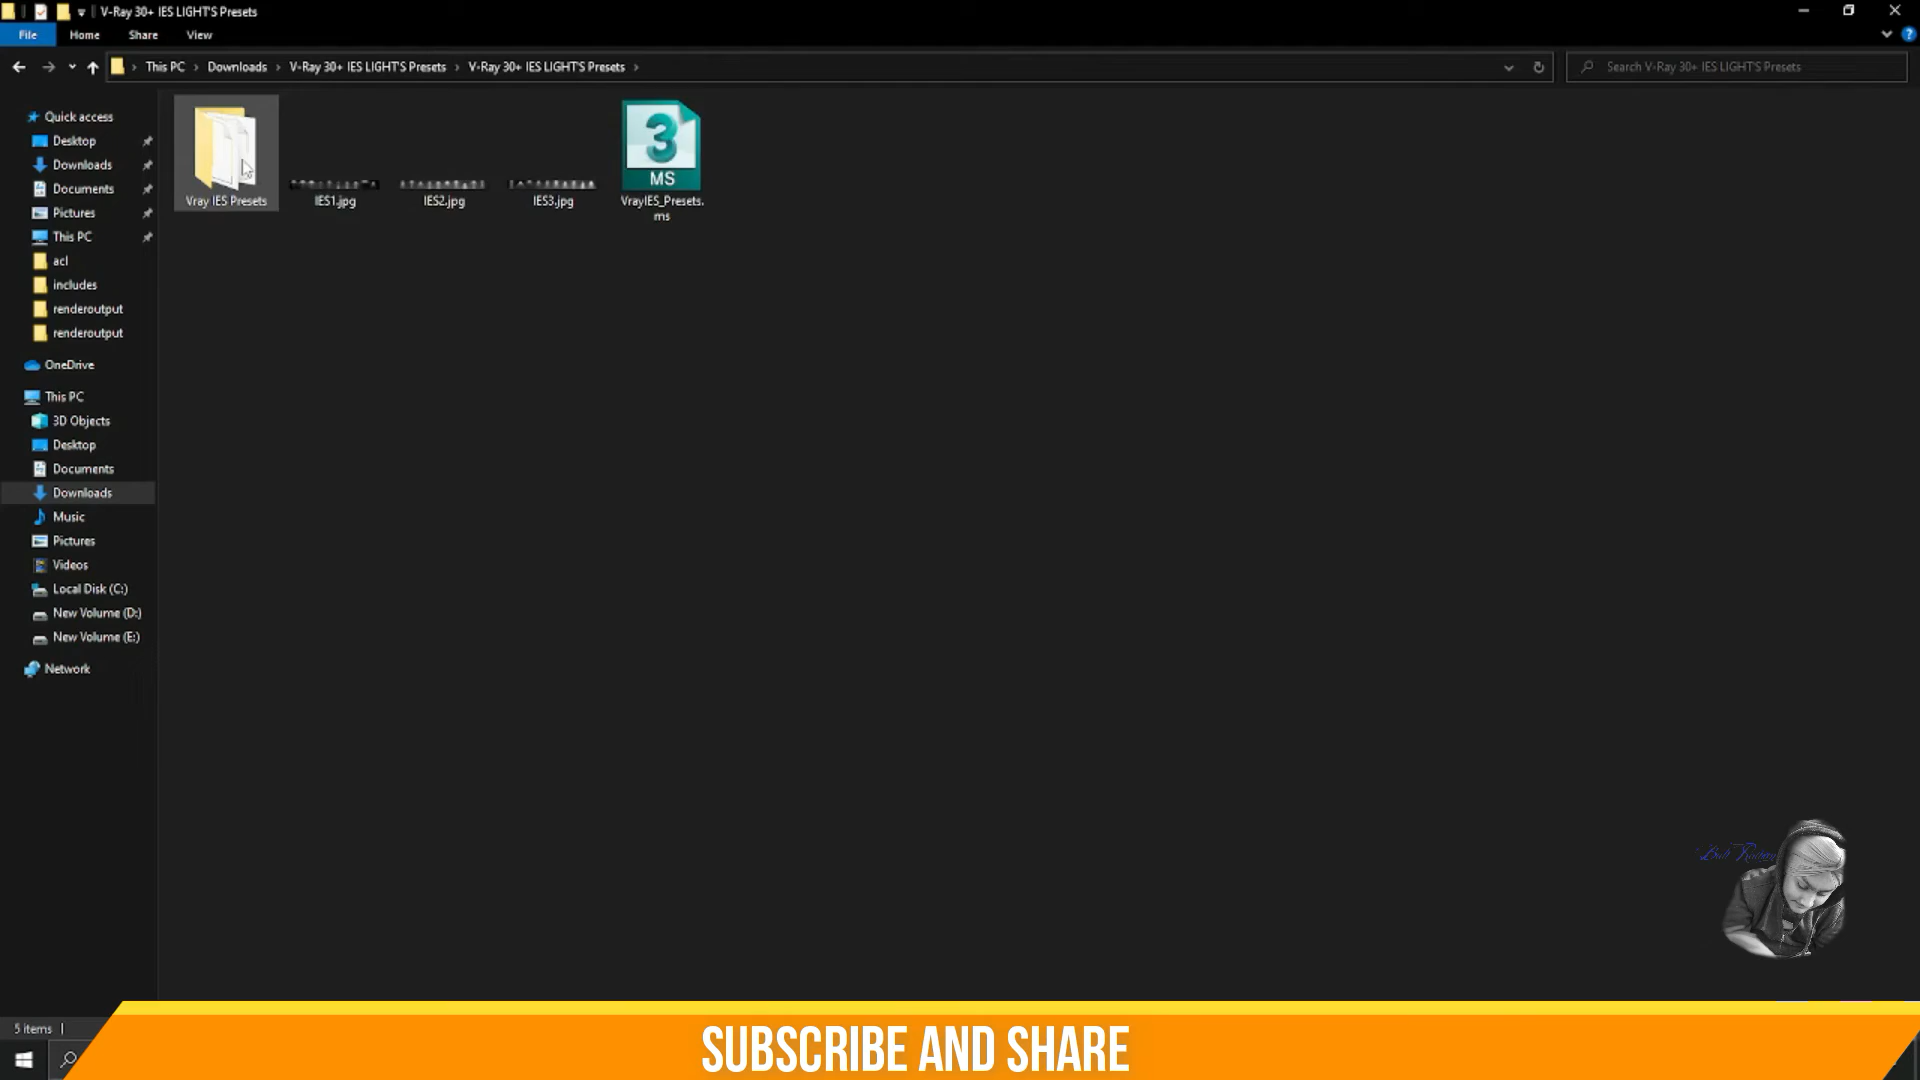 V-Ray 30+ IES LIGHT'S Presets
File Home Share View
This PC Downloads V-Ray 30+ IES LIGHT'S Presets V-Ray 30+ IES LIGHT'S Presets
Search V-Ray 30+ IES LIGHT'S Presets
Quick access
Desktop
Downloads
Documents
Pictures
This PC
acl
includes
renderoutput
renderoutput
OneDrive
This PC
3D Objects
Desktop
Documents
Downloads
Music
Pictures
Videos
Local Disk (C:)
New Volume (D:)
New Volume (E:)
Network
3
MS
Vray IES Presets
IES1.jpg
IES2.jpg
IES3.jpg
VrayIES_Presets.
ms
5 items
SUBSCRIBE AND SHARE